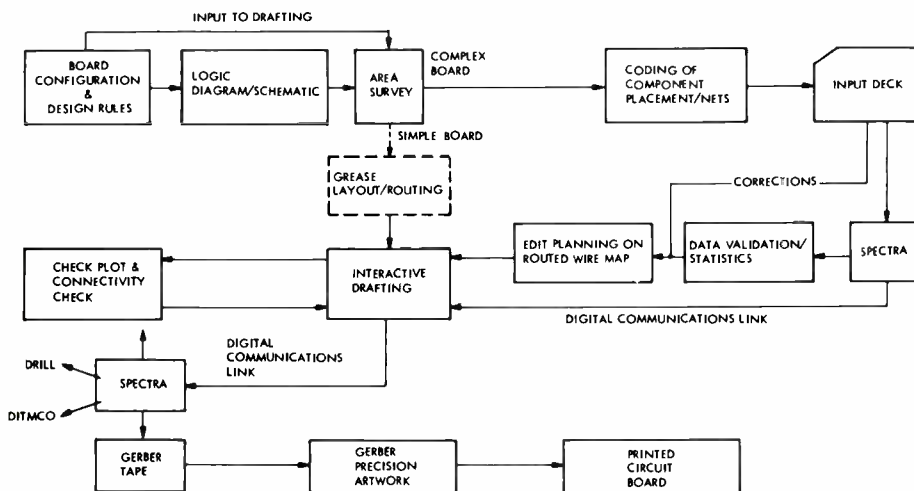 INPUT TO DRAFTING
BOARD
CONFIGURATION
&
DESIGN RULES
LOGIC
DIAGRAM/SCHEMATIC
AREA
SURVEY
COMPLEX
BOARD
CODING OF
COMPONENT
PLACEMENT/NETS
INPUT DECK
SIMPLE BOARD
GREASE
LAYOUT/ROUTING
CORRECTIONS
CHECK PLOT &
CONNECTIVITY
CHECK
INTERACTIVE
DRAFTING
EDIT PLANNING ON
ROUTED WIRE MAP
DATA VALIDATION/
STATISTICS
SPECTRA
DIGITAL COMMUNICATIONS LINK
DIGITAL
COMMUNICATIONS
LINK
DRILL
SPECTRA
DITMCO
GERBER
TAPE
GERBER
PRECISION
ARTWORK
PRINTED
CIRCUIT
BOARD